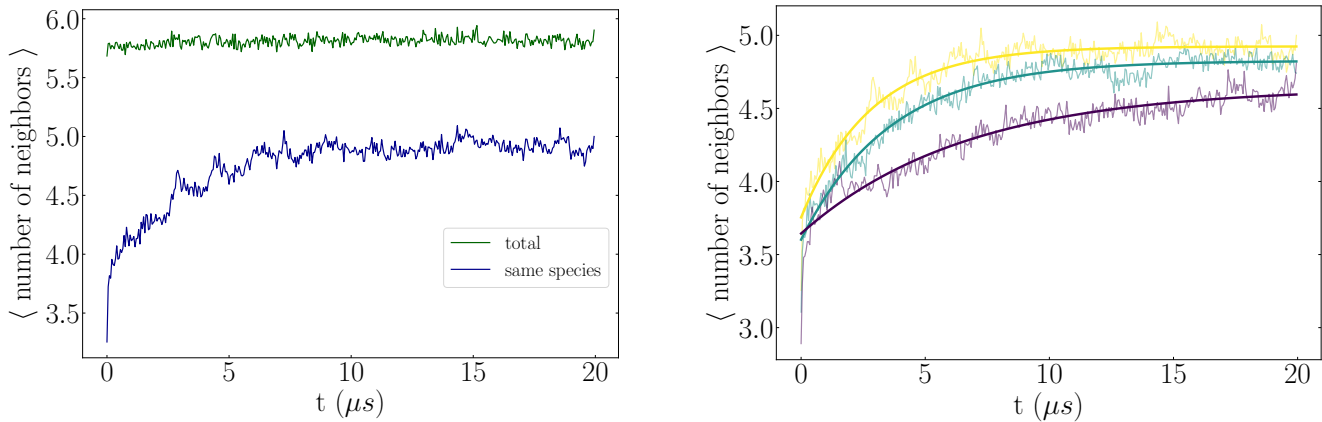 ⟨ number of neighbors ⟩
6.0
5.5
5.0
4.5
4.0
3.5
total
same species
0 5 10 15 20
t (μs)
⟨ number of neighbors ⟩
5.0
4.5
4.0
3.5
3.0
0 5 10 15 20
t (μs)